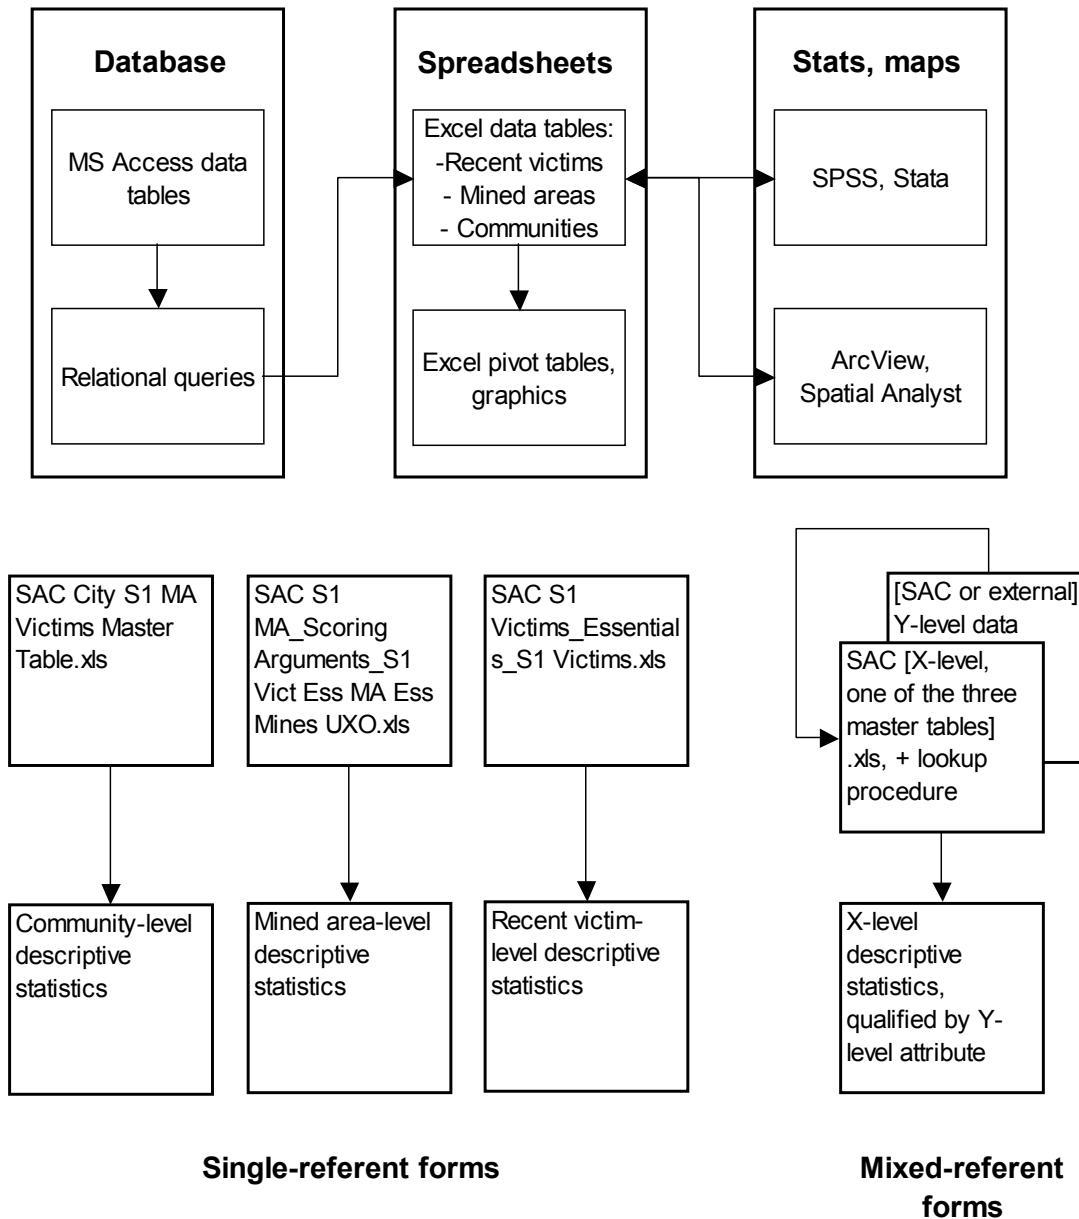 Database
MS Access data
tables
Relational queries
Spreadsheets
Excel data tables:
-Recent victims
- Mined areas
- Communities
Excel pivot tables,
graphics
Stats, maps
SPSS, Stata
ArcView,
Spatial Analyst
SAC City S1 MA
Victims Master
Table.xls
Community-level
descriptive
statistics
SAC S1
MA_Scoring
Arguments_S1
Vict Ess MA Ess
Mines UXO.xls
Mined area-level
descriptive
statistics
SAC S1
Victims_Essential
s_S1 Victims.xls
Recent victim-
level descriptive
statistics
[SAC or external]
Y-level data
SAC [X-level,
one of the three
master tables]
.xls, + lookup
procedure
X-level
descriptive
statistics,
qualified by Y-
level attribute
Single-referent forms
Mixed-referent
forms